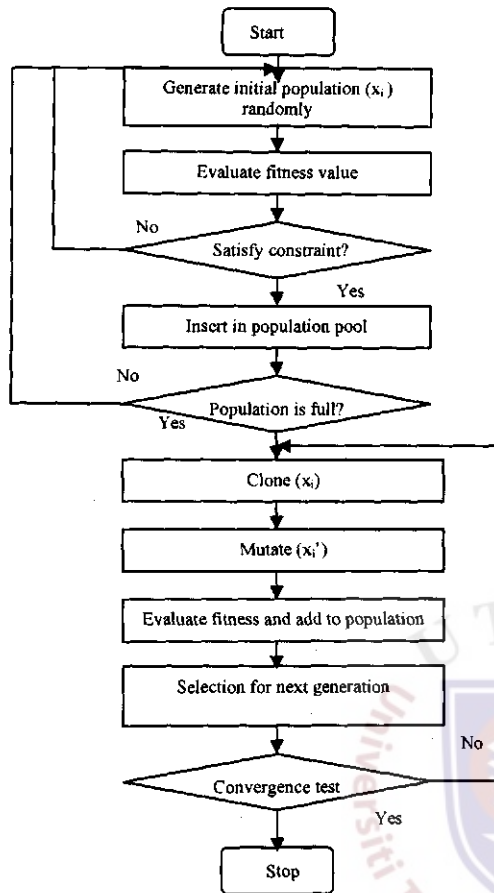 Start
Generate initial population (xᵢ)
randomly
Evaluate fitness value
No
Satisfy constraint?
Yes
Insert in population pool
No
Population is full?
Yes
Clone (xᵢ)
Mutate (xᵢ')
Evaluate fitness and add to population
U T
Selection for next generation
Universiti T
No
Convergence test
Yes
Stop